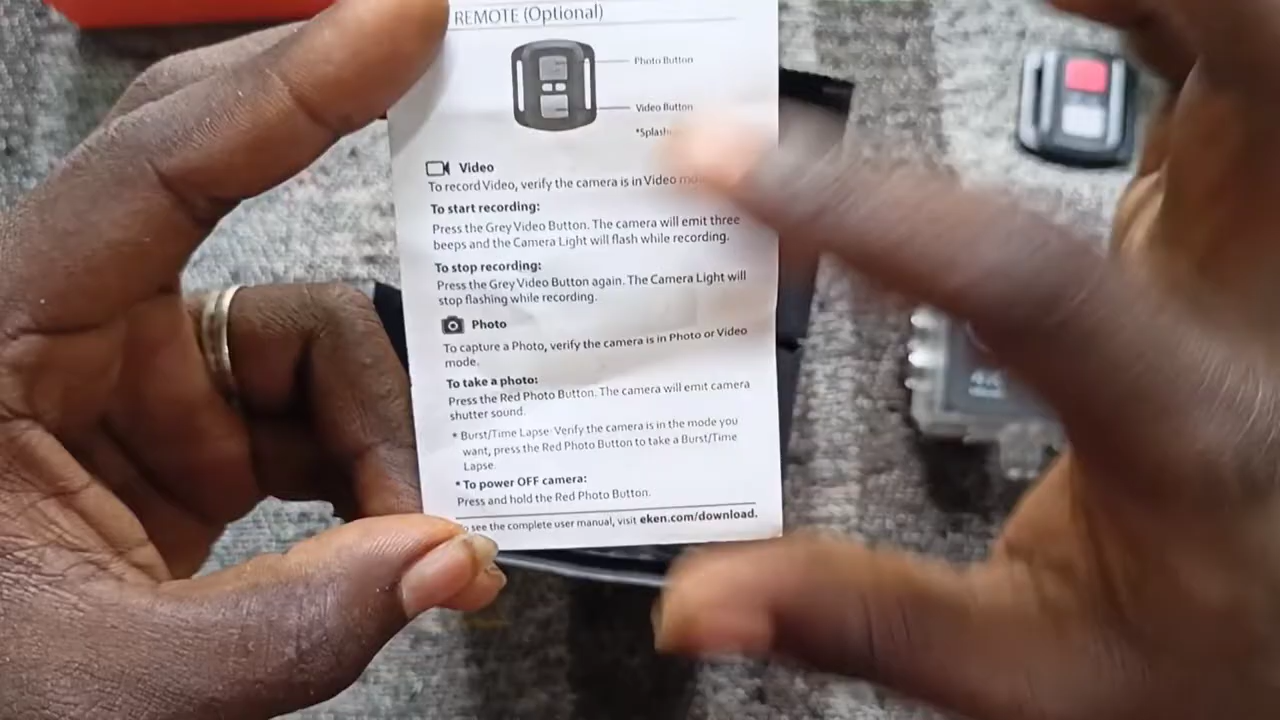 REMOTE (Optional)
Photo Button
Video Button
Video
To record Video, verify the camera is in Video
To start recording:
Press the Grey Video Button. The camera will emit three
beeps and the Camera Light will flash while recording.
To stop recording:
Press the Grey Video Button again. The Camera Light will
stop flashing while recording.
Photo
To capture a Photo, verify the camera is in Photo or Video
mode.
To take a photo:
Press the Red Photo Button. The camera will emit camera
shutter sound.
* Burst/Time Lapse: Verify the camera is in the mode you
want, press the Red Photo Button to take a Burst/Time
Lapse.
* To power OFF camera:
Press and hold the Red Photo Button.
see the complete user manual, visit eken.com/download.